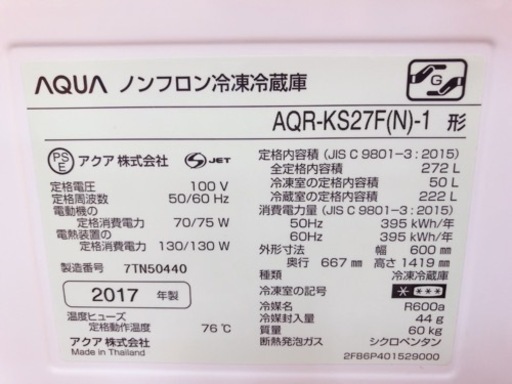 AQUA ノンフロン冷凍冷蔵庫
G
AQR-KS27F(N)-1 形
PS E アクア 株式会社 S JET
定格電圧 100 V
定格周波数 50/60 Hz
電動機の
定格消費電力 70/75 W
電熱装置の
定格消費電力 130/130 W
製造番号 7TN50440
2017 年製
温度ヒューズ
定格動作温度 76℃
アクア 株式会社
Made in Thailand
定格内容積 (JIS C 9801-3 : 2015)
全定格内容積 272 L
冷凍室の定格内容積 50 L
冷蔵室の定格内容積 222 L
消費電力量 (JIS C 9801-3 : 2015)
50Hz 395 kWh/年
60Hz 395 kWh/年
外形寸法 幅 600 mm
奥行 667 mm 高さ 1419 mm
種類 冷凍冷蔵庫
冷凍室の記号 * ***
冷媒 R600a
冷媒封入量 44 g
質量 60 kg
断熱発泡ガス シクロペンタン
2FB6P401529000